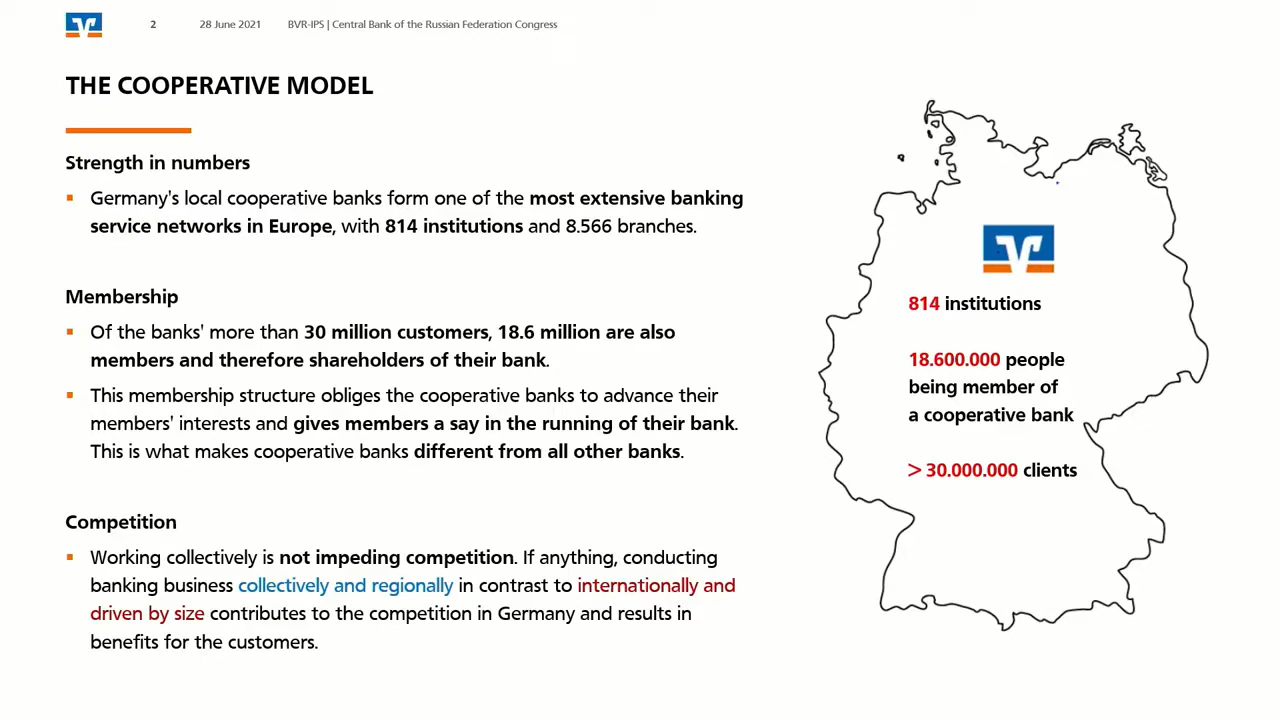 2 28 June 2021 BVR-IPS | Central Bank of the Russian Federation Congress
THE COOPERATIVE MODEL
Strength in numbers
▪ Germany's local cooperative banks form one of the most extensive banking
service networks in Europe, with 814 institutions and 8.566 branches.
Membership
▪ Of the banks' more than 30 million customers, 18.6 million are also
members and therefore shareholders of their bank.
▪ This membership structure obliges the cooperative banks to advance their
members' interests and gives members a say in the running of their bank.
This is what makes cooperative banks different from all other banks.
Competition
▪ Working collectively is not impeding competition. If anything, conducting
banking business collectively and regionally in contrast to internationally and
driven by size contributes to the competition in Germany and results in
benefits for the customers.
814 institutions
18.600.000 people
being member of
a cooperative bank
> 30.000.000 clients